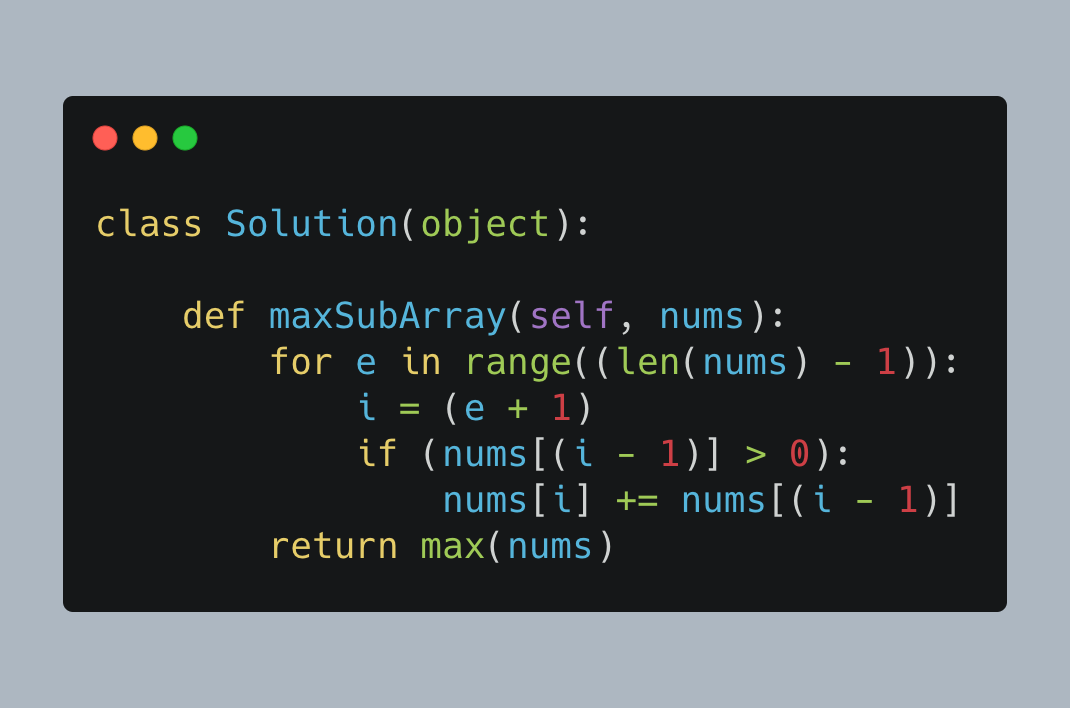 class Solution(object):
    def maxSubArray(self, nums):
        for e in range((len(nums) - 1)):
            i = (e + 1)
            if (nums[(i - 1)] > 0):
                nums[i] += nums[(i - 1)]
        return max(nums)